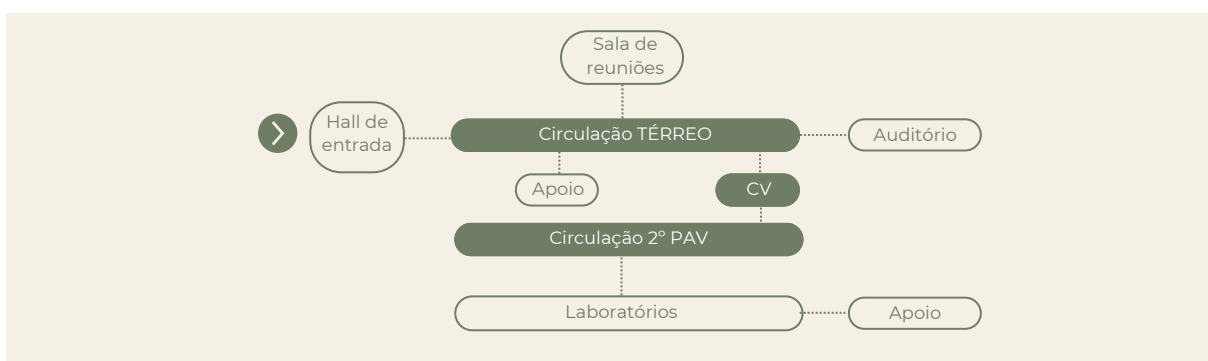 Sala de
reuniões
Hall de
entrada
Circulação TÉRREO
Auditório
Apoio
CV
Circulação 2º PAV
Laboratórios
Apoio